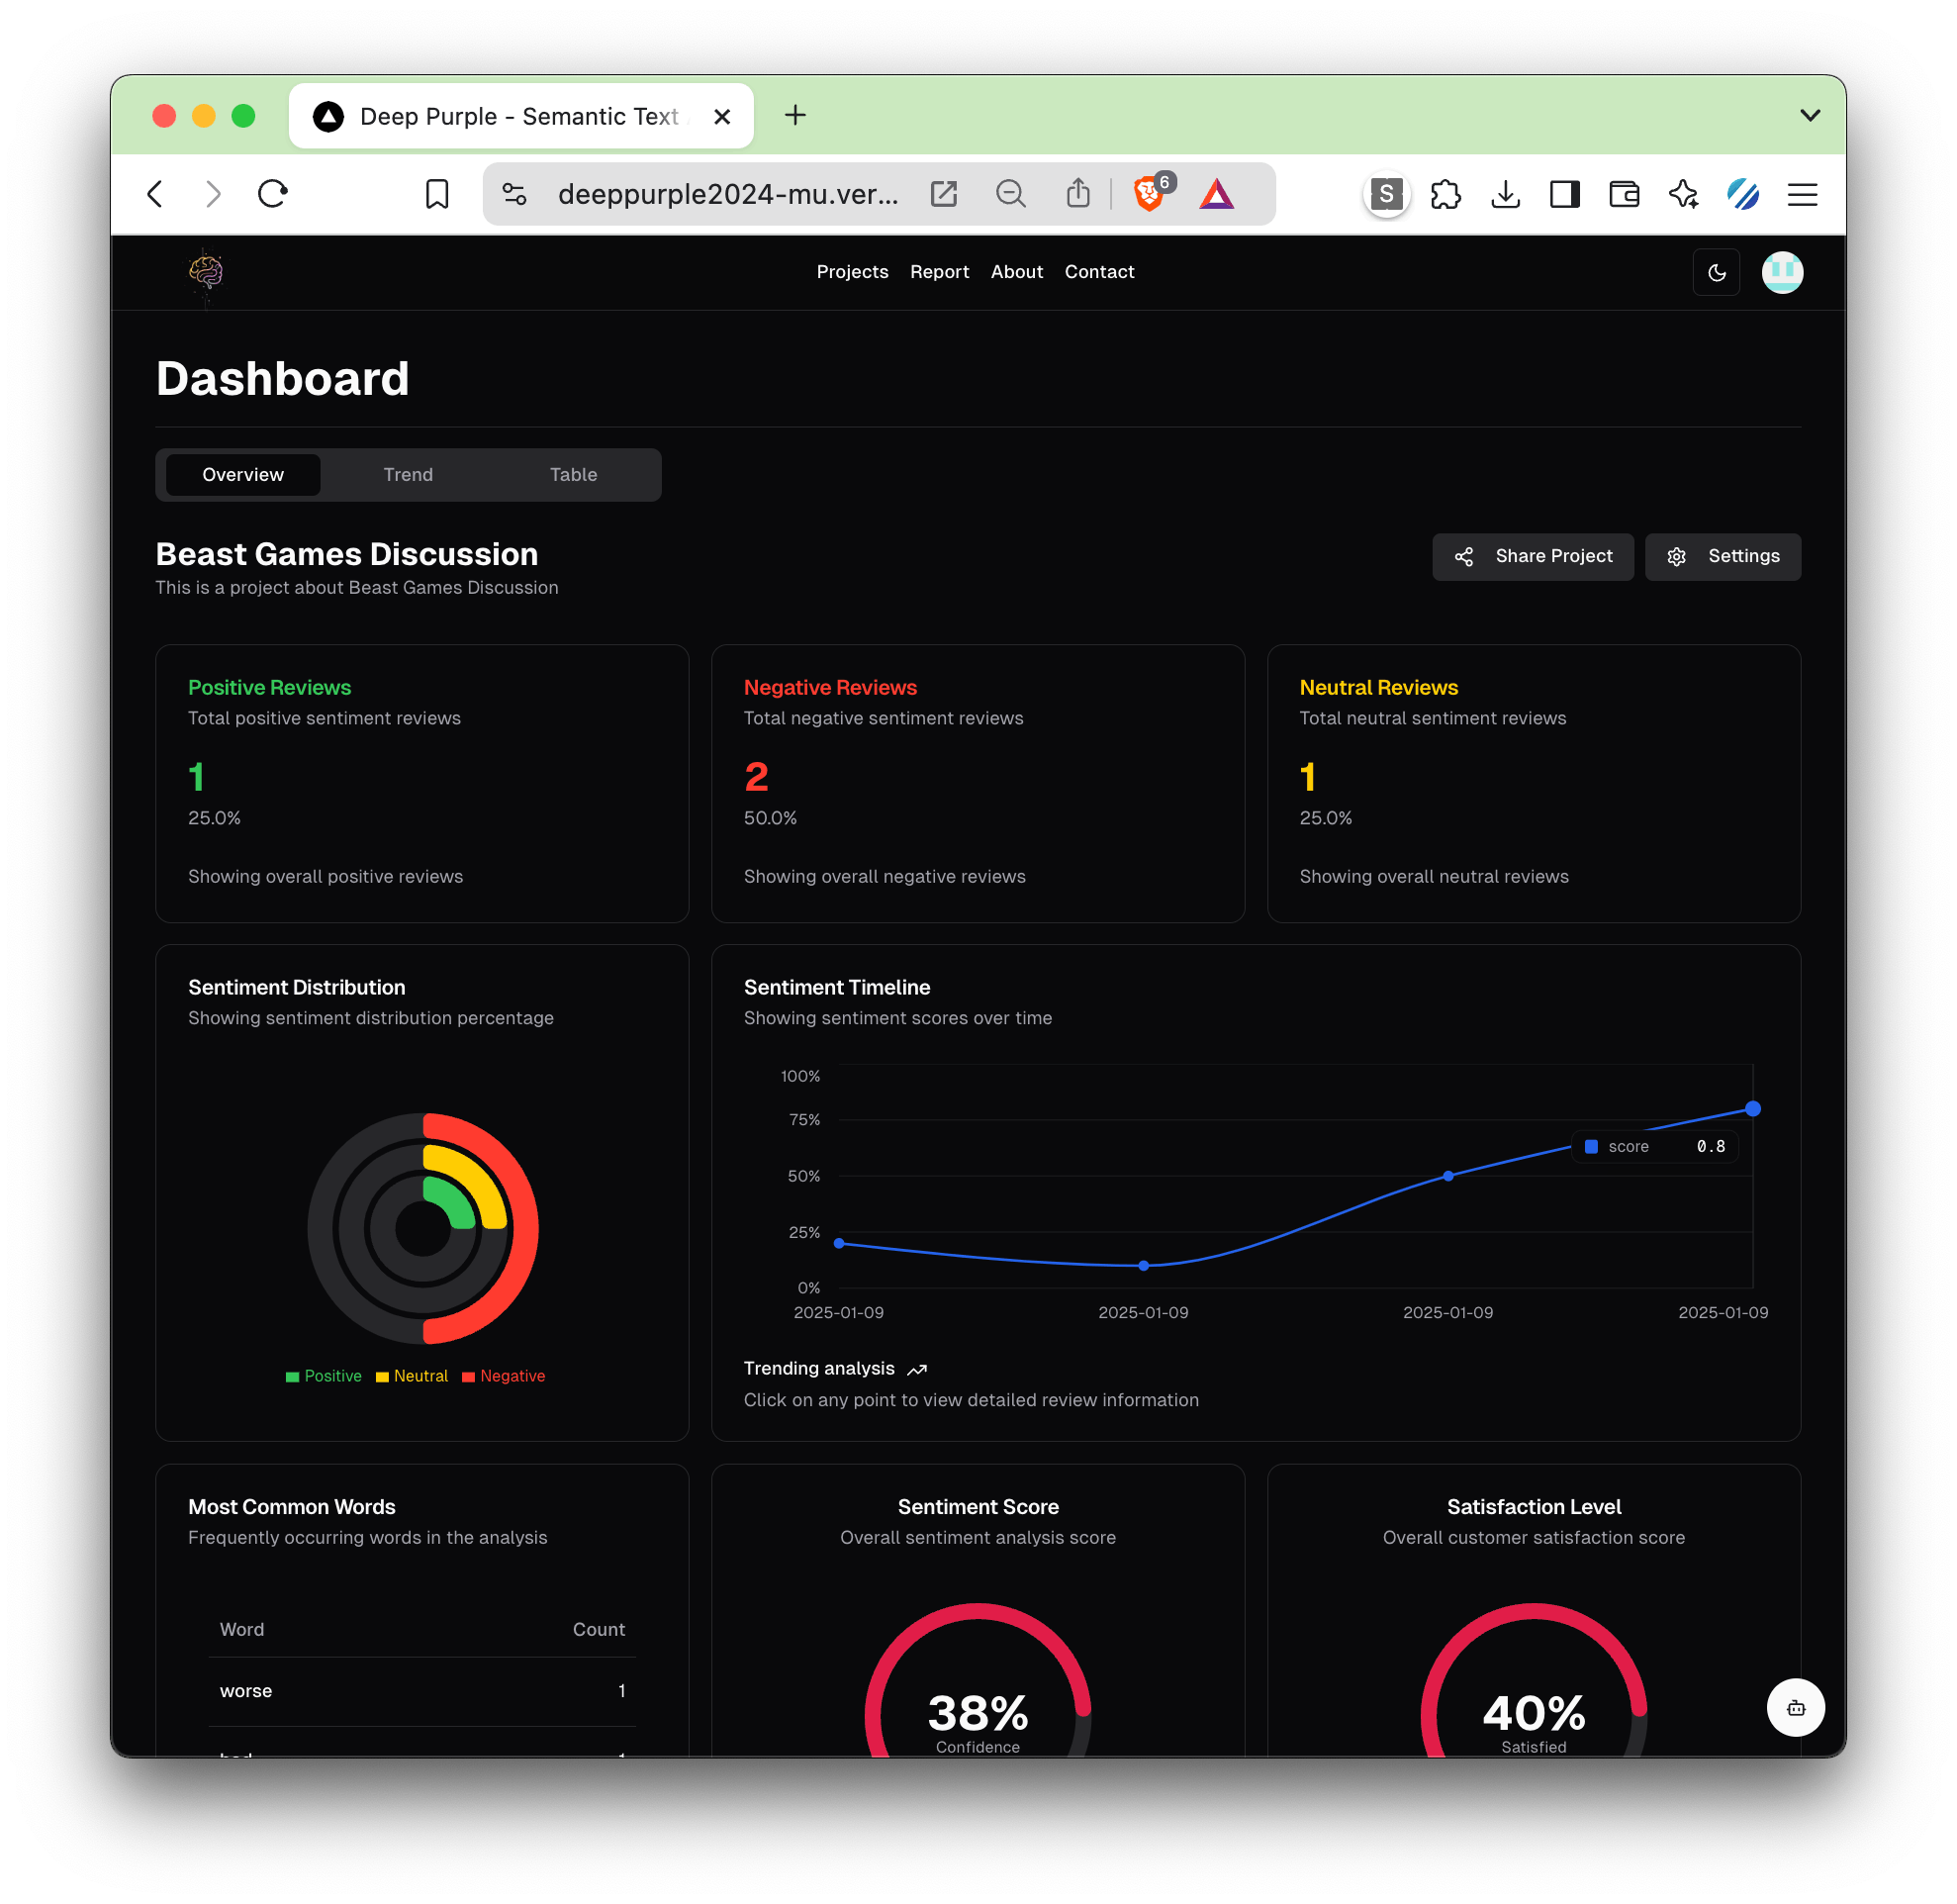 Deep Purple - Semantic Text
deeppurple2024-mu.ver...
6
S
Projects Report About Contact
Dashboard
Overview Trend Table
Beast Games Discussion
This is a project about Beast Games Discussion
Share Project Settings
Positive Reviews
Total positive sentiment reviews
1
25.0%
Showing overall positive reviews
Negative Reviews
Total negative sentiment reviews
2
50.0%
Showing overall negative reviews
Neutral Reviews
Total neutral sentiment reviews
1
25.0%
Showing overall neutral reviews
Sentiment Distribution
Showing sentiment distribution percentage
Positive Neutral Negative
Sentiment Timeline
Showing sentiment scores over time
100%
75%
50%
25%
0%
score 0.8
2025-01-09 2025-01-09 2025-01-09 2025-01-09
Trending analysis
Click on any point to view detailed review information
Most Common Words
Frequently occurring words in the analysis
Word Count
worse 1
Sentiment Score
Overall sentiment analysis score
38%
Confidence
Satisfaction Level
Overall customer satisfaction score
40%
Satisfied